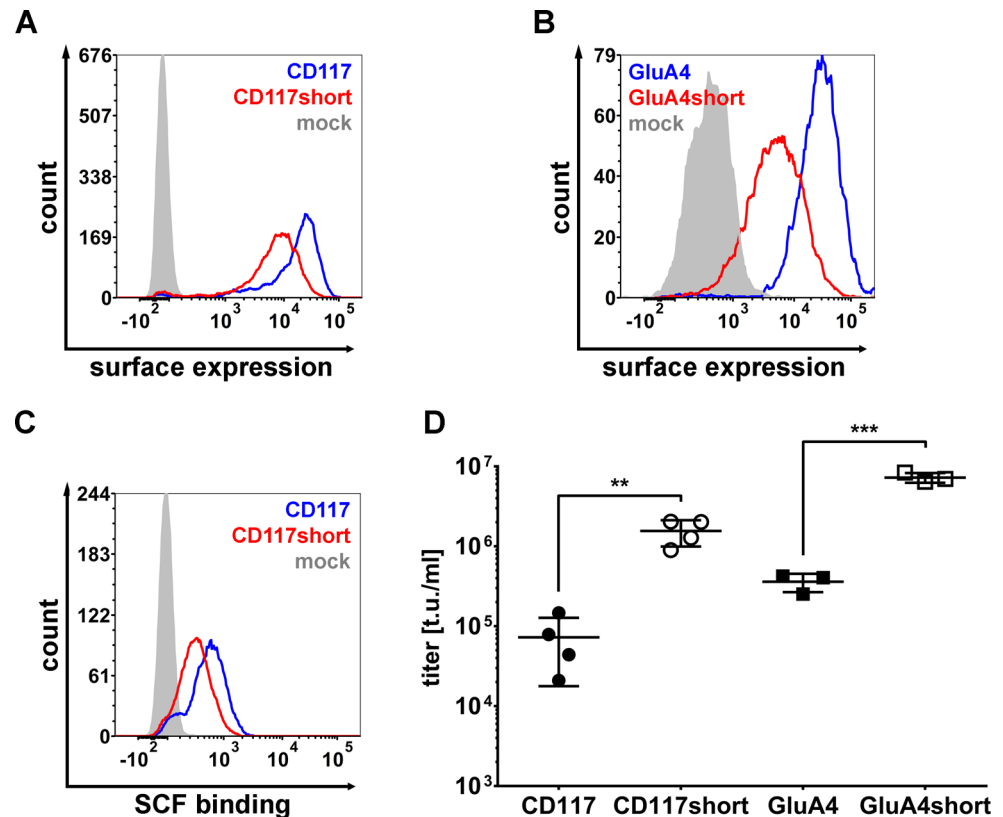 A
676
507
338
169
0
count
CD117
CD117short
mock
-10² 10³ 10⁴ 10⁵
surface expression
B
79
60
40
20
0
count
GluA4
GluA4short
mock
-10² 10³ 10⁴ 10⁵
surface expression
C
244
183
122
61
0
count
CD117
CD117short
mock
-10² 10³ 10⁴ 10⁵
SCF binding
D
titer [t.u./ml]
10⁷
10⁶
10⁵
10⁴
10³
**
***
CD117 CD117short GluA4 GluA4short